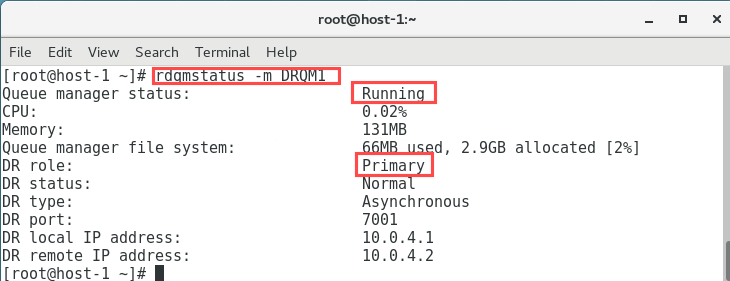 root@host-1:~
File Edit View Search Terminal Help
[root@host-1 ~]# rdqmstatus -m DRQM1
Queue manager status: Running
CPU: 0.02%
Memory: 131MB
Queue manager file system: 66MB used, 2.9GB allocated [2%]
DR role: Primary
DR status: Normal
DR type: Asynchronous
DR port: 7001
DR local IP address: 10.0.4.1
DR remote IP address: 10.0.4.2
[root@host-1 ~]#